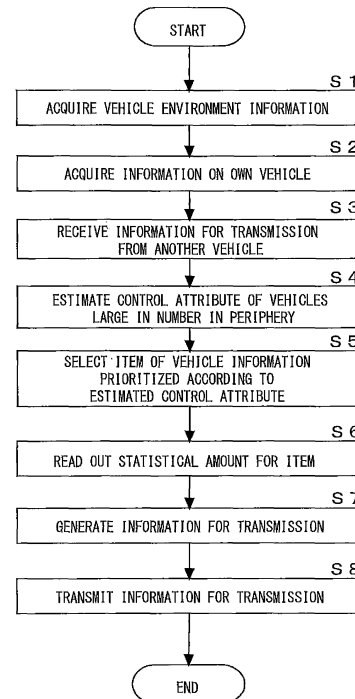 START
S 1
ACQUIRE VEHICLE ENVIRONMENT INFORMATION
S 2
ACQUIRE INFORMATION ON OWN VEHICLE
S 3
RECEIVE INFORMATION FOR TRANSMISSION
FROM ANOTHER VEHICLE
S 4
ESTIMATE CONTROL ATTRIBUTE OF VEHICLES
LARGE IN NUMBER IN PERIPHERY
S 5
SELECT ITEM OF VEHICLE INFORMATION
PRIORITIZED ACCORDING TO
ESTIMATED CONTROL ATTRIBUTE
S 6
READ OUT STATISTICAL AMOUNT FOR ITEM
S 7
GENERATE INFORMATION FOR TRANSMISSION
S 8
TRANSMIT INFORMATION FOR TRANSMISSION
END